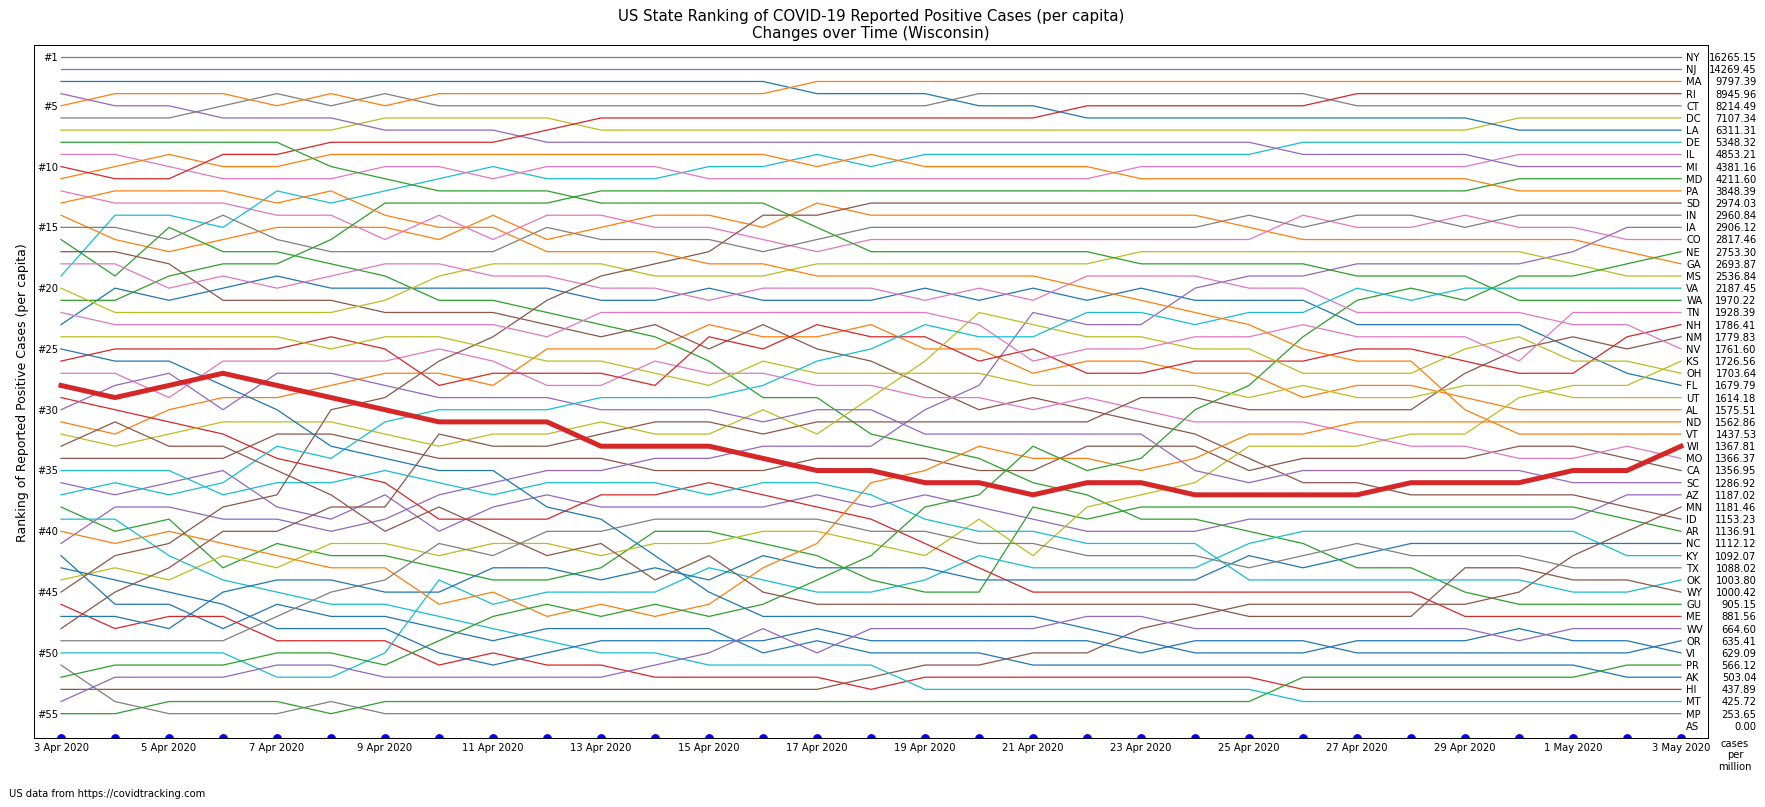 US State Ranking of COVID-19 Reported Positive Cases (per capita)
Changes over Time (Wisconsin)
Ranking of Reported Positive Cases (per capita)
#1
#5
#10
#15
#20
#25
#30
#35
#40
#45
#50
#55
NY 16265.15
NJ 14269.45
MA 9797.39
RI 8945.96
CT 8214.49
DC 7107.34
LA 6311.31
DE 5348.32
IL 4853.21
MI 4381.16
MD 4211.60
PA 3848.39
SD 2974.03
IN 2960.84
IA 2906.12
CO 2817.46
NE 2753.30
GA 2693.87
MS 2536.84
VA 2187.45
WA 1970.22
TN 1928.39
NH 1786.41
NM 1779.83
NV 1761.60
KS 1726.56
OH 1703.64
FL 1679.79
UT 1614.18
AL 1575.51
ND 1562.86
VT 1437.53
WI 1367.81
MO 1366.37
CA 1356.95
SC 1286.92
AZ 1187.02
MN 1181.46
ID 1153.23
AR 1136.91
NC 1112.12
KY 1092.07
TX 1088.02
OK 1003.80
WY 1000.42
GU 905.15
ME 881.56
WV 664.60
OR 635.41
VI 629.09
PR 566.12
AK 503.04
HI 437.89
MT 425.72
MP 253.65
AS 0.00
3 Apr 2020 5 Apr 2020 7 Apr 2020 9 Apr 2020 11 Apr 2020 13 Apr 2020 15 Apr 2020 17 Apr 2020 19 Apr 2020 21 Apr 2020 23 Apr 2020 25 Apr 2020 27 Apr 2020 29 Apr 2020 1 May 2020 3 May 2020
cases
per
million
US data from https://covidtracking.com